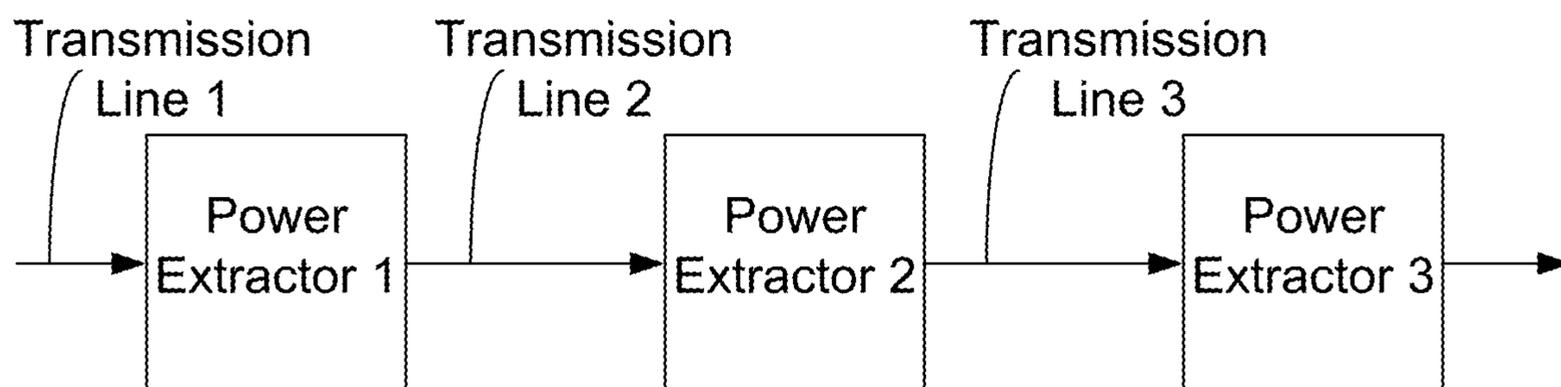 Transmission
Line 1
Transmission
Line 2
Transmission
Line 3
Power
Extractor 1
Power
Extractor 2
Power
Extractor 3